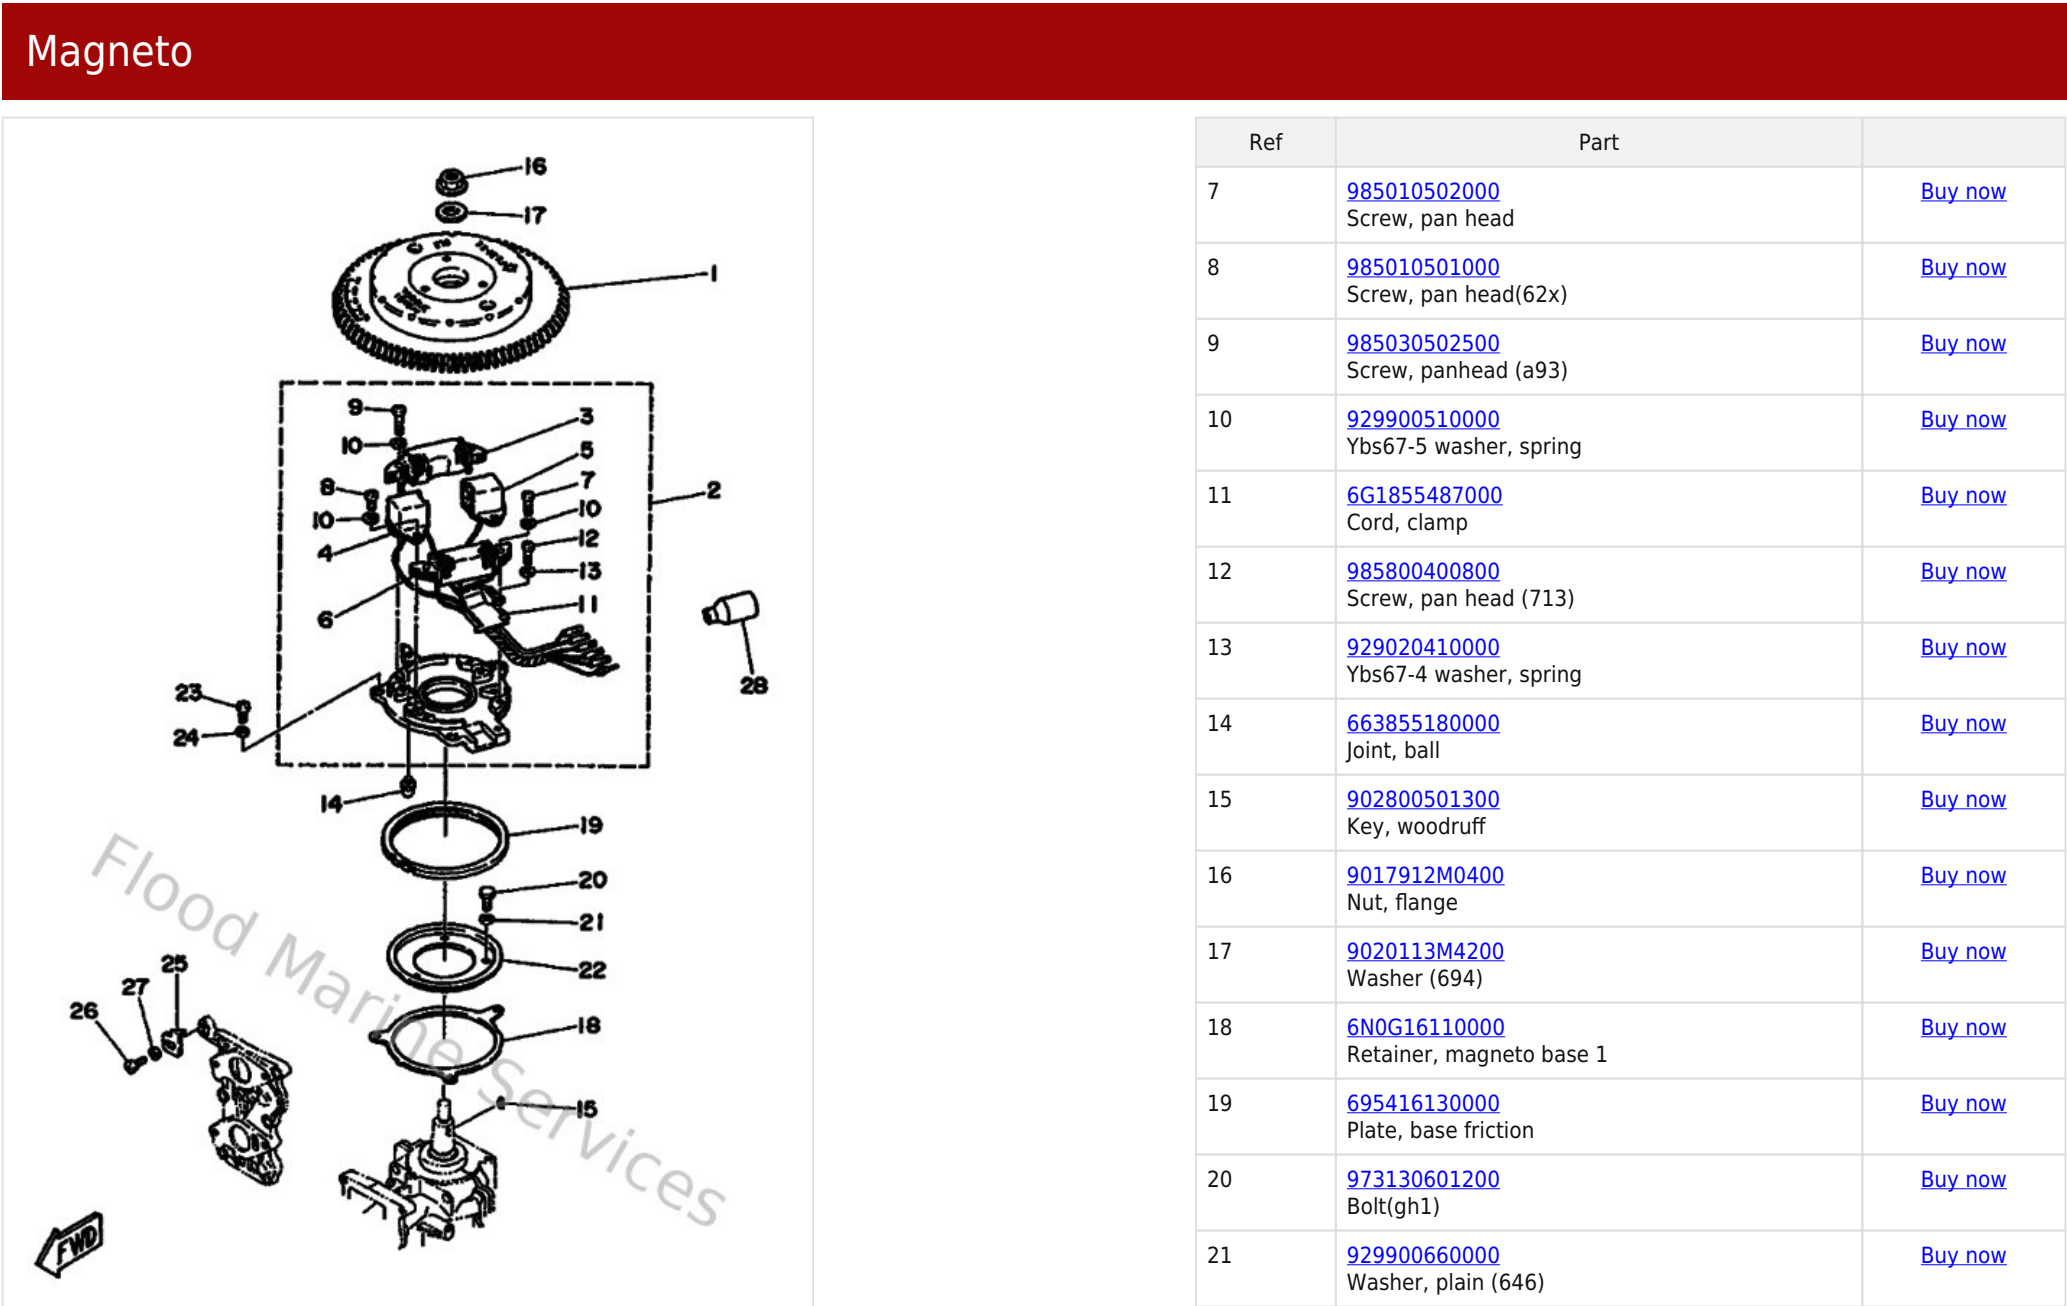 Magneto
16
17
1
9
3
10
5
8
7
2
10
10
4
12
13
6
11
28
23
24
14
19
20
21
22
25
27
26
18
15
FWD
Flood Marine Services
Ref Part
7 985010502000 Buy now
Screw, pan head
8 985010501000 Buy now
Screw, pan head(62x)
9 985030502500 Buy now
Screw, panhead (a93)
10 929900510000 Buy now
Ybs67-5 washer, spring
11 6G1855487000 Buy now
Cord, clamp
12 985800400800 Buy now
Screw, pan head (713)
13 929020410000 Buy now
Ybs67-4 washer, spring
14 663855180000 Buy now
Joint, ball
15 902800501300 Buy now
Key, woodruff
16 9017912M0400 Buy now
Nut, flange
17 9020113M4200 Buy now
Washer (694)
18 6N0G16110000 Buy now
Retainer, magneto base 1
19 695416130000 Buy now
Plate, base friction
20 973130601200 Buy now
Bolt(gh1)
21 929900660000 Buy now
Washer, plain (646)